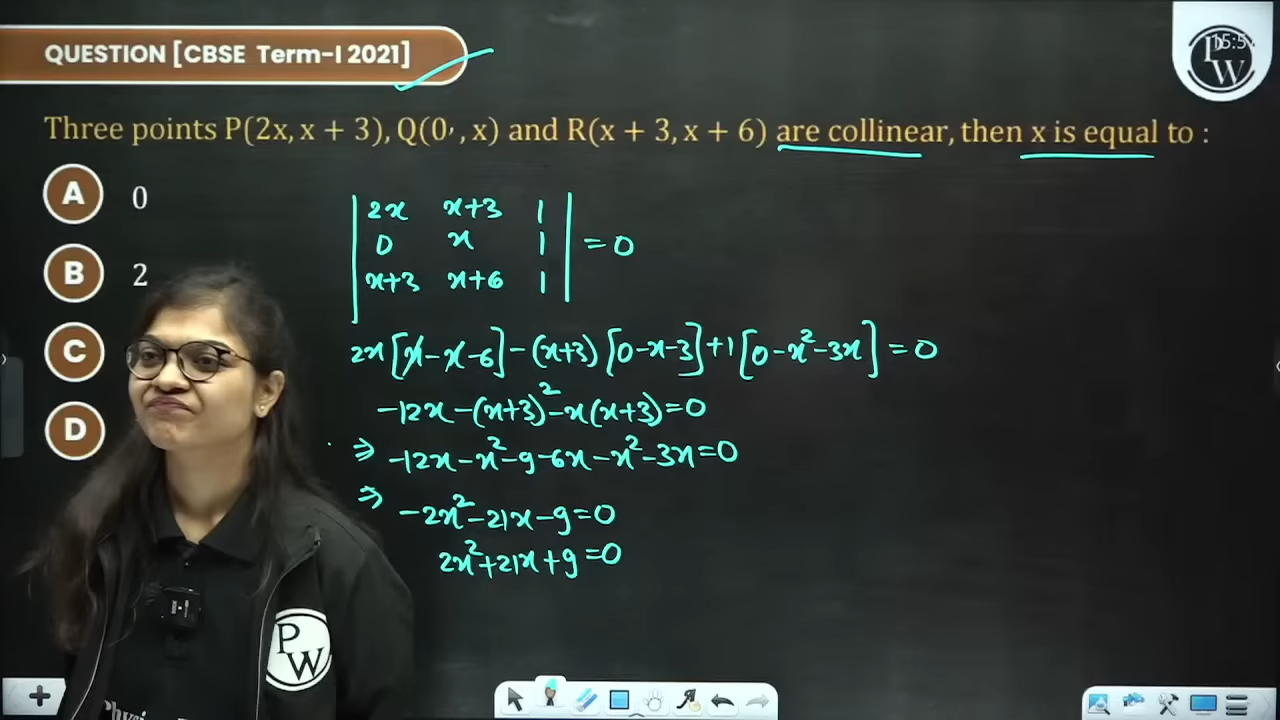 QUESTION [CBSE Term-I 2021]
Three points P(2x, x + 3), Q(0, , x) and R(x + 3, x + 6) are collinear, then x is equal to :
A 0
B 2
C
D
| 2x x+3 1 |
| 0 x 1 | = 0
| x+3 x+6 1 |
2x[x-x-6]-(x+3)[0-x-3]+1[0-x²-3x]=0
-12x-(x+3)²-x(x+3)=0
⇒ -12x-x²-9-6x-x²-3x=0
⇒ -2x²-21x-9=0
2x²+21x+9=0
PW
15:5
P W